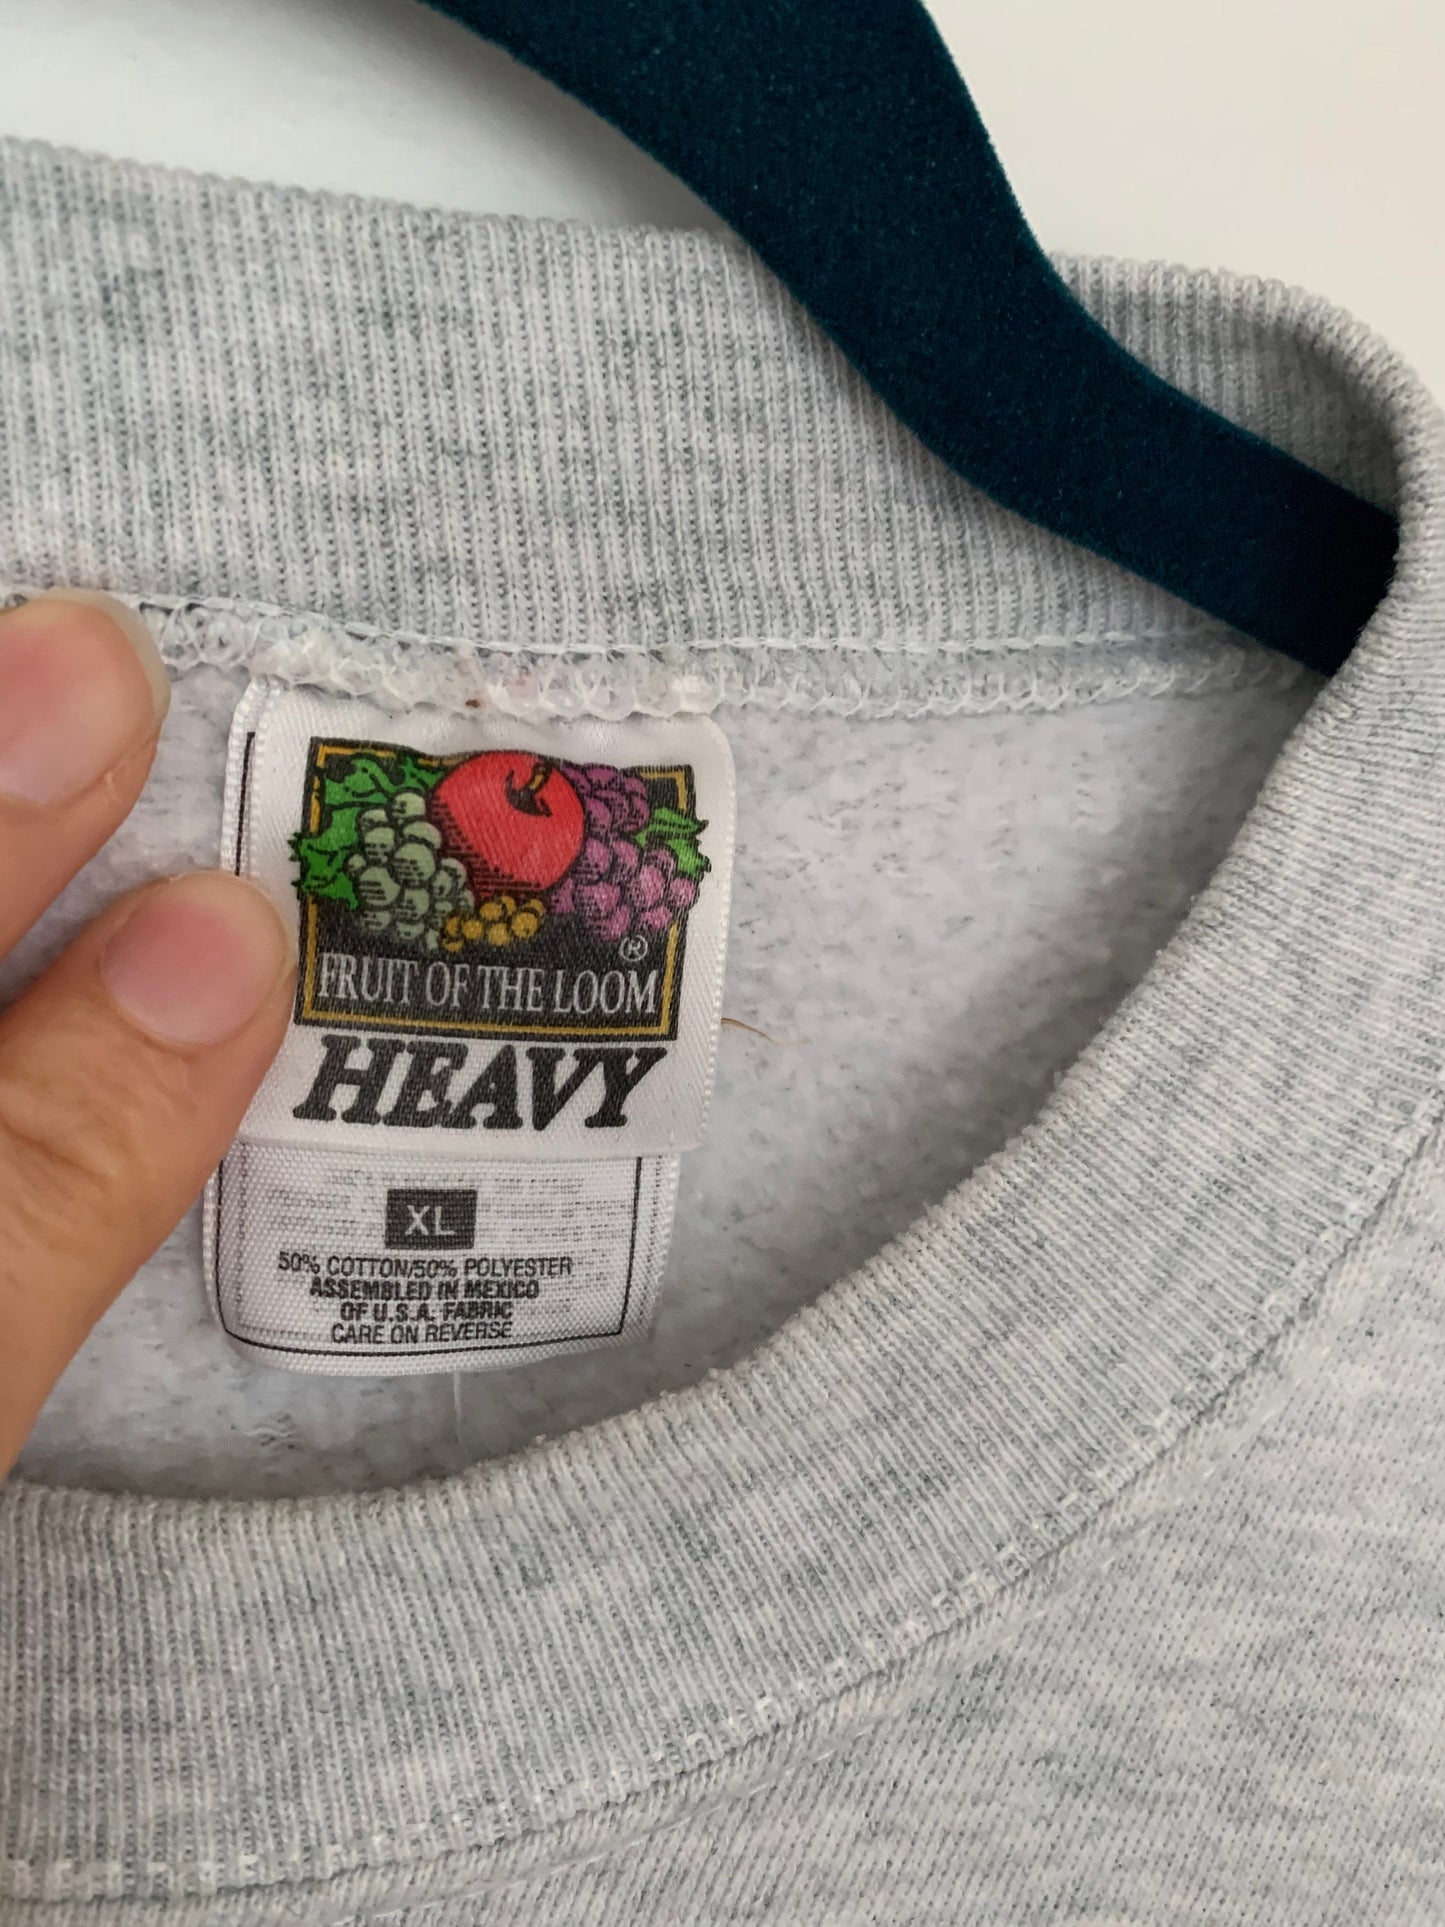 ®
FRUIT OF THE LOOM
HEAVY
XL
50% COTTON/50% POLYESTER
ASSEMBLED IN MEXICO
OF U.S.A. FABRIC
CARE ON REVERSE